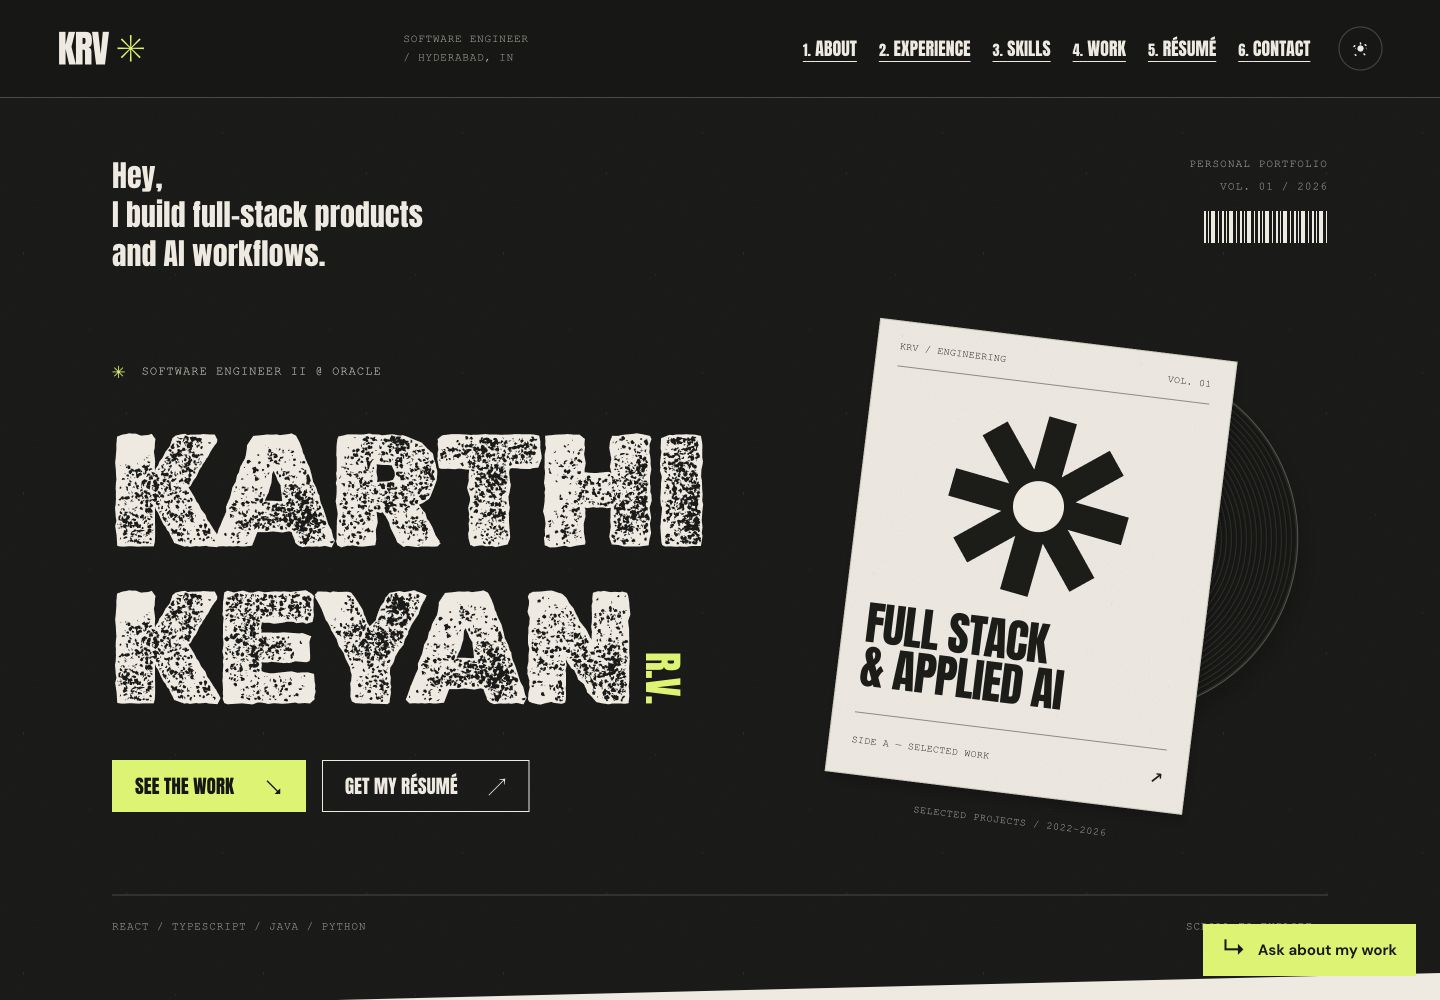 KRV
SOFTWARE ENGINEER
/ HYDERABAD, IN
1. ABOUT
2. EXPERIENCE
3. SKILLS
4. WORK
5. RÉSUMÉ
6. CONTACT
Hey,
I build full-stack products
and AI workflows.
PERSONAL PORTFOLIO
VOL. 01 / 2026
SOFTWARE ENGINEER II @ ORACLE
KARTHI
KEYAN
R.V.
SEE THE WORK
GET MY RÉSUMÉ
KRV / ENGINEERING
VOL. 01
FULL STACK
& APPLIED AI
SIDE A — SELECTED WORK
SELECTED PROJECTS / 2022–2026
REACT / TYPESCRIPT / JAVA / PYTHON
Ask about my work